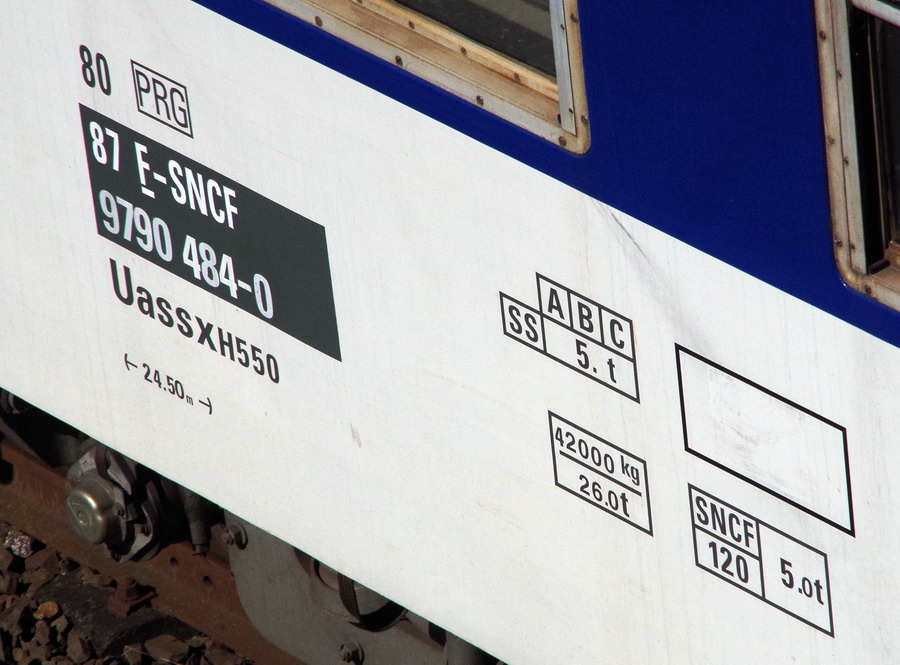 80 PRG
87 F-SNCF
9790 484-0
UassxH550
24.50m
A B C
SS 5. t
42000 kg
26.0t
SNCF 5.0t
120